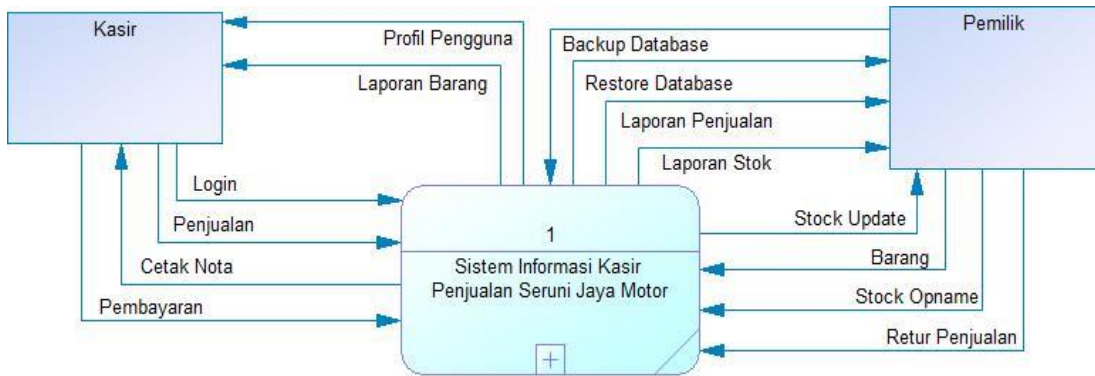 Kasir
Pemilik
Profil Pengguna
Backup Database
Laporan Barang
Restore Database
Laporan Penjualan
Laporan Stok
Login
Penjualan
Cetak Nota
Pembayaran
1
Sistem Informasi Kasir
Penjualan Seruni Jaya Motor
Stock Update
Barang
Stock Opname
Retur Penjualan